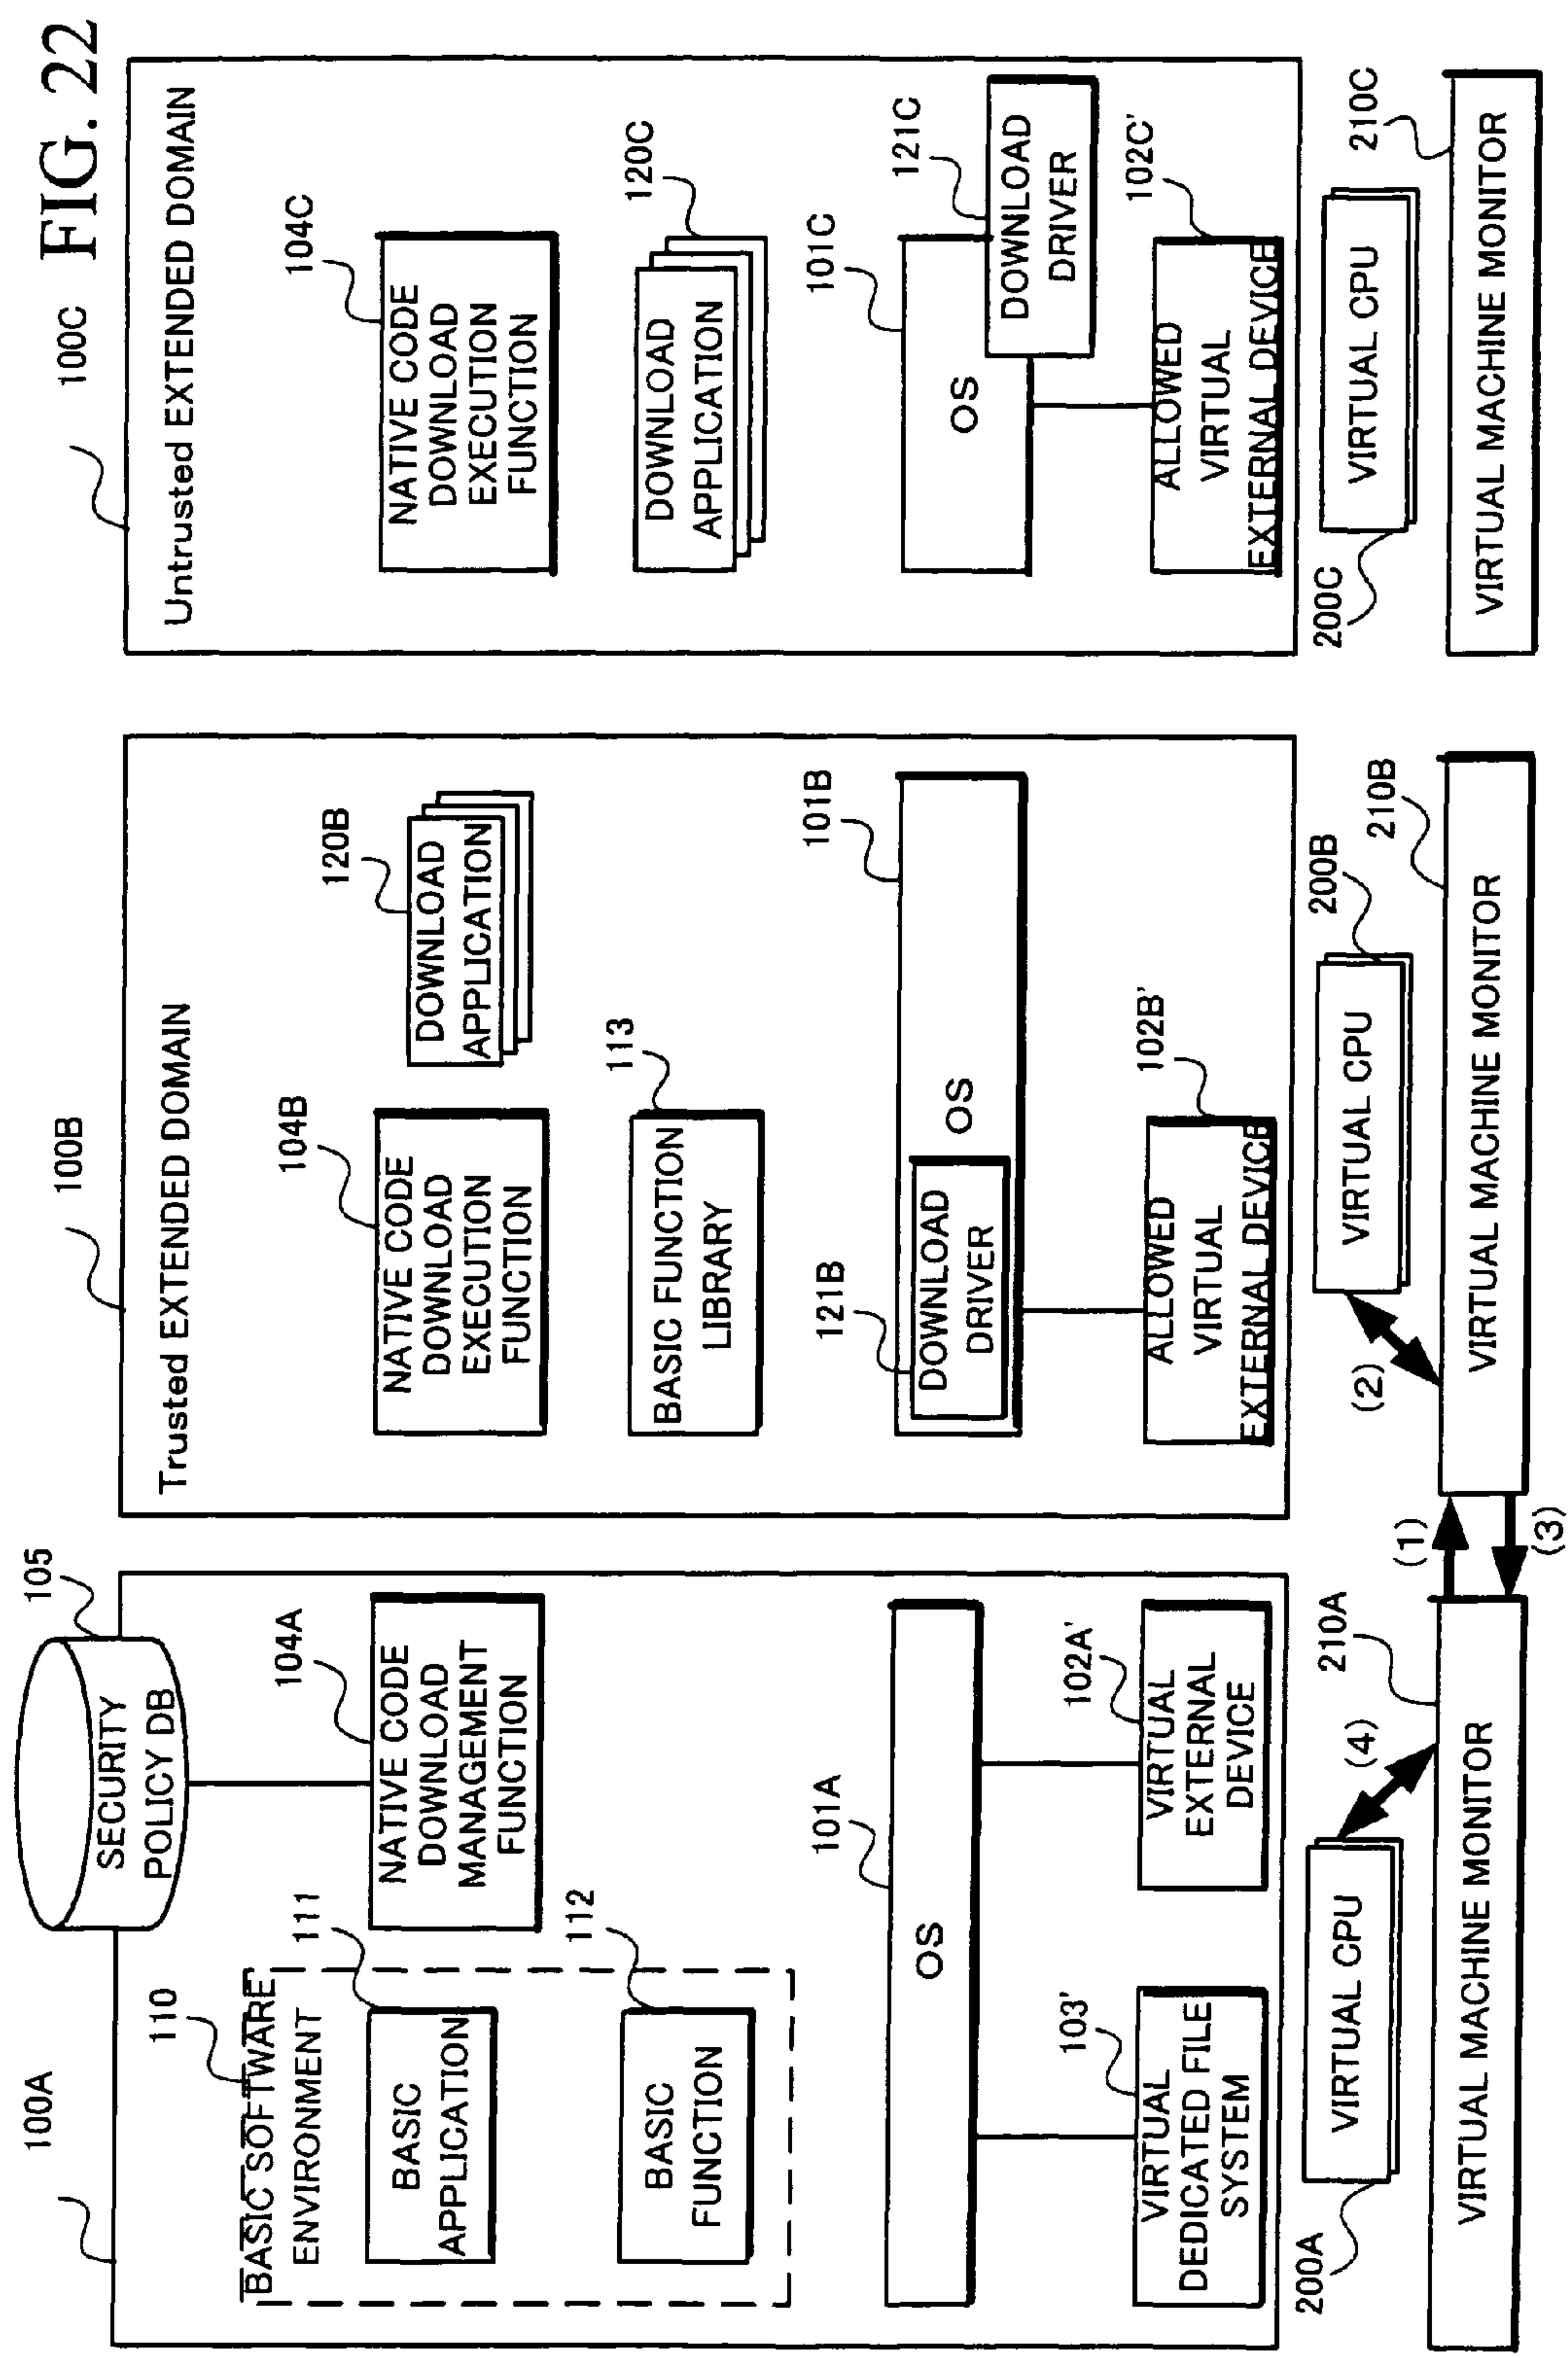 FIG. 22
100A
110
BASIC SOFTWARE
ENVIRONMENT
111
BASIC
APPLICATION
112
BASIC
FUNCTION
105
SECURITY
POLICY DB
104A
NATIVE CODE
DOWNLOAD
MANAGEMENT
FUNCTION
101A
OS
103'
VIRTUAL
DEDICATED FILE
SYSTEM
102A'
VIRTUAL
EXTERNAL
DEVICE
200A
VIRTUAL CPU
(4)
210A
VIRTUAL MACHINE MONITOR
(1)
(3)
100B
Trusted EXTENDED DOMAIN
104B
NATIVE CODE
DOWNLOAD
EXECUTION
FUNCTION
120B
DOWNLOAD
APPLICATION
113
BASIC FUNCTION
LIBRARY
121B
DOWNLOAD
DRIVER
101B
OS
102B'
ALLOWED
VIRTUAL
EXTERNAL DEVICE
(2)
200B
VIRTUAL CPU
210B
VIRTUAL MACHINE MONITOR
100C
Untrusted EXTENDED DOMAIN
104C
NATIVE CODE
DOWNLOAD
EXECUTION
FUNCTION
120C
DOWNLOAD
APPLICATION
101C
OS
121C
DOWNLOAD
DRIVER
102C'
ALLOWED
VIRTUAL
EXTERNAL DEVICE
200C
VIRTUAL CPU
210C
VIRTUAL MACHINE MONITOR